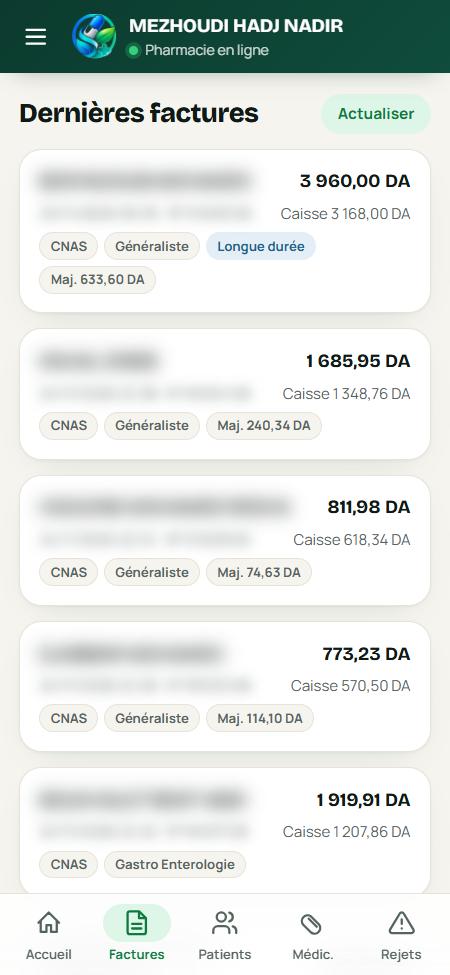 MEZHOUDI HADJ NADIR
Pharmacie en ligne
Dernières factures
Actualiser
3 960,00 DA
Caisse 3 168,00 DA
CNAS Généraliste Longue durée
Maj. 633,60 DA
1 685,95 DA
Caisse 1 348,76 DA
CNAS Généraliste Maj. 240,34 DA
811,98 DA
Caisse 618,34 DA
CNAS Généraliste Maj. 74,63 DA
773,23 DA
Caisse 570,50 DA
CNAS Généraliste Maj. 114,10 DA
1 919,91 DA
Caisse 1 207,86 DA
CNAS Gastro Enterologie
Accueil Factures Patients Médic. Rejets